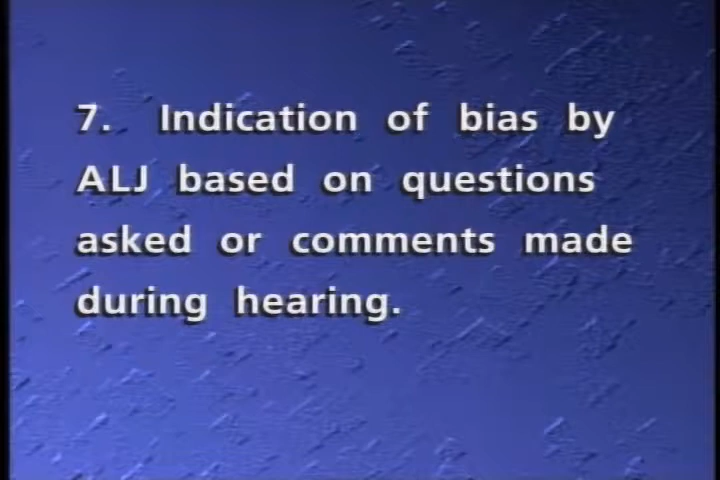 7. Indication of bias by
ALJ based on questions
asked or comments made
during hearing.